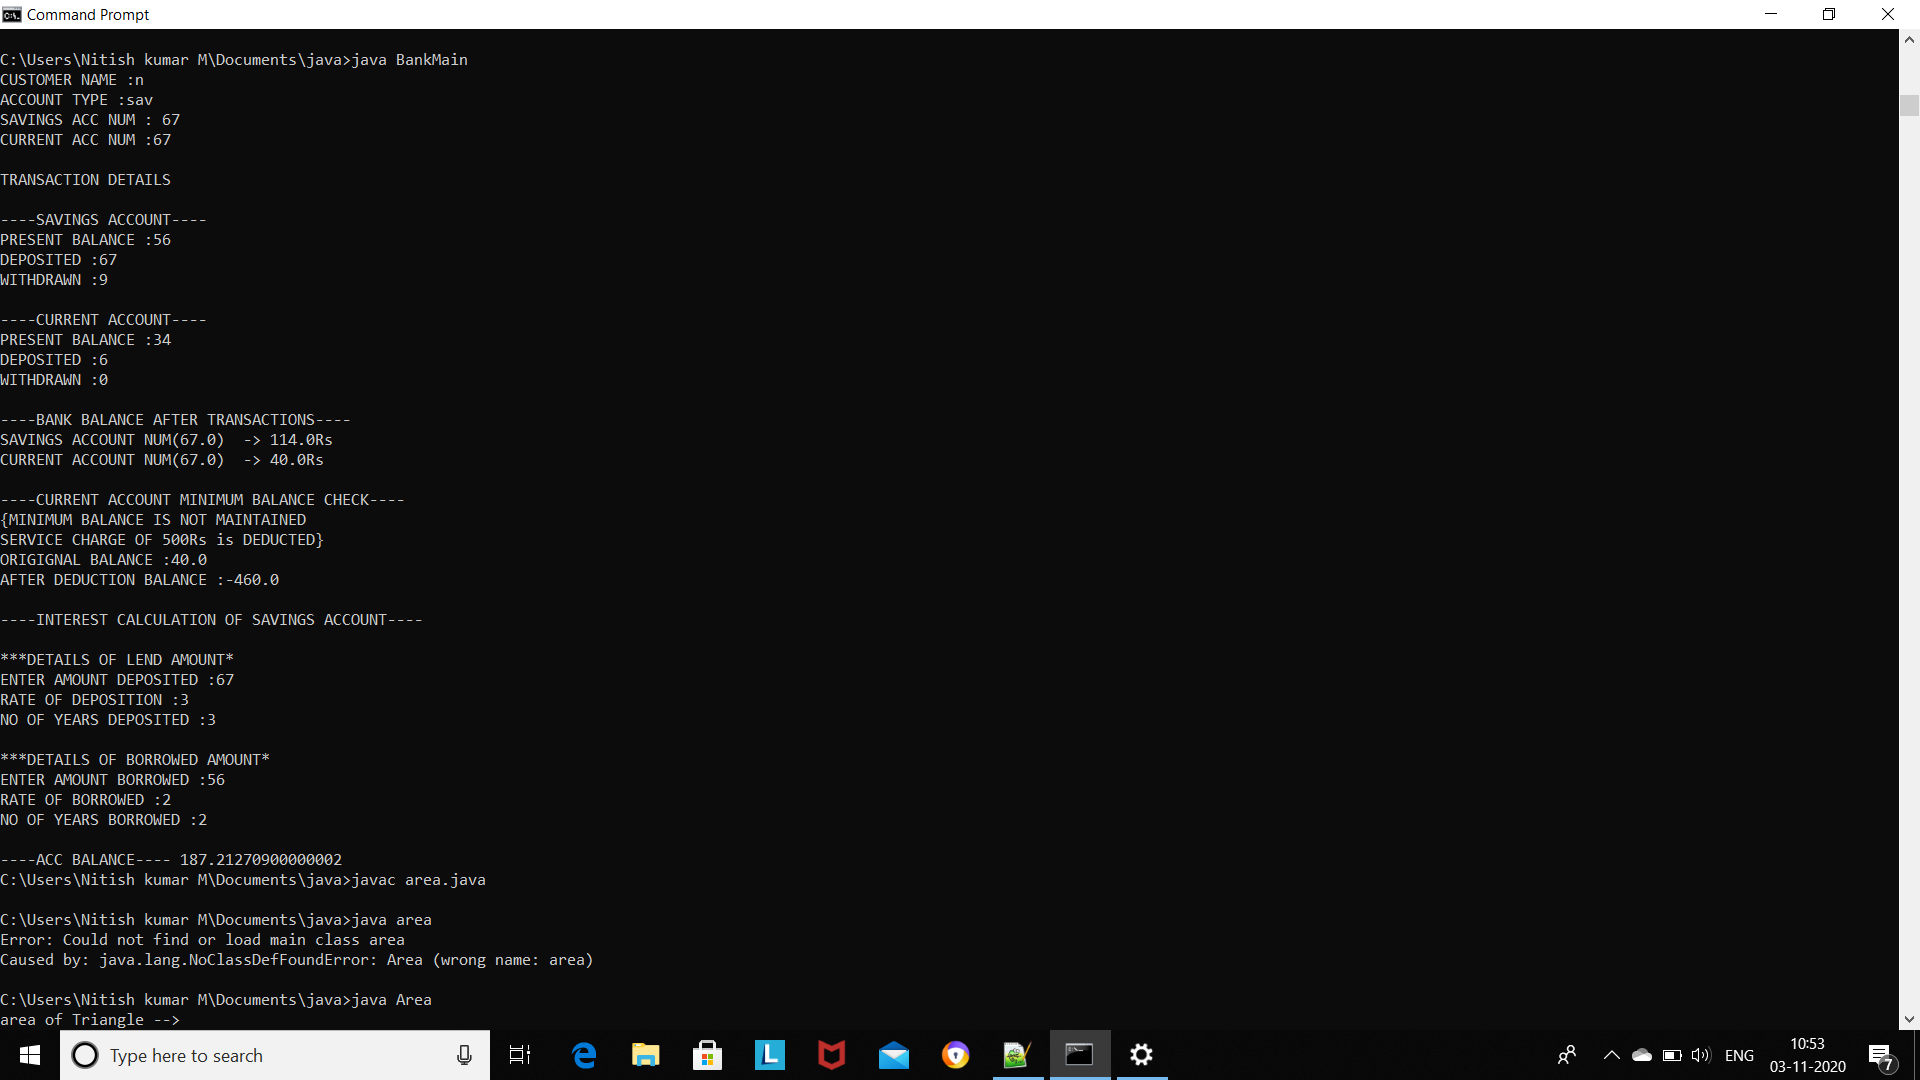 Command Prompt
C:\Users\Nitish kumar M\Documents\java>java BankMain
CUSTOMER NAME :n
ACCOUNT TYPE :sav
SAVINGS ACC NUM : 67
CURRENT ACC NUM :67
TRANSACTION DETAILS
----SAVINGS ACCOUNT----
PRESENT BALANCE :56
DEPOSITED :67
WITHDRAWN :9
----CURRENT ACCOUNT----
PRESENT BALANCE :34
DEPOSITED :6
WITHDRAWN :0
----BANK BALANCE AFTER TRANSACTIONS----
SAVINGS ACCOUNT NUM(67.0)  -> 114.0Rs
CURRENT ACCOUNT NUM(67.0)  -> 40.0Rs
----CURRENT ACCOUNT MINIMUM BALANCE CHECK----
{MINIMUM BALANCE IS NOT MAINTAINED
SERVICE CHARGE OF 500Rs is DEDUCTED}
ORIGIGNAL BALANCE :40.0
AFTER DEDUCTION BALANCE :-460.0
----INTEREST CALCULATION OF SAVINGS ACCOUNT----
***DETAILS OF LEND AMOUNT*
ENTER AMOUNT DEPOSITED :67
RATE OF DEPOSITION :3
NO OF YEARS DEPOSITED :3
***DETAILS OF BORROWED AMOUNT*
ENTER AMOUNT BORROWED :56
RATE OF BORROWED :2
NO OF YEARS BORROWED :2
----ACC BALANCE---- 187.21270900000002
C:\Users\Nitish kumar M\Documents\java>javac area.java
C:\Users\Nitish kumar M\Documents\java>java area
Error: Could not find or load main class area
Caused by: java.lang.NoClassDefFoundError: Area (wrong name: area)
C:\Users\Nitish kumar M\Documents\java>java Area
area of Triangle -->
Type here to search
L
ENG
10:53
03-11-2020
7